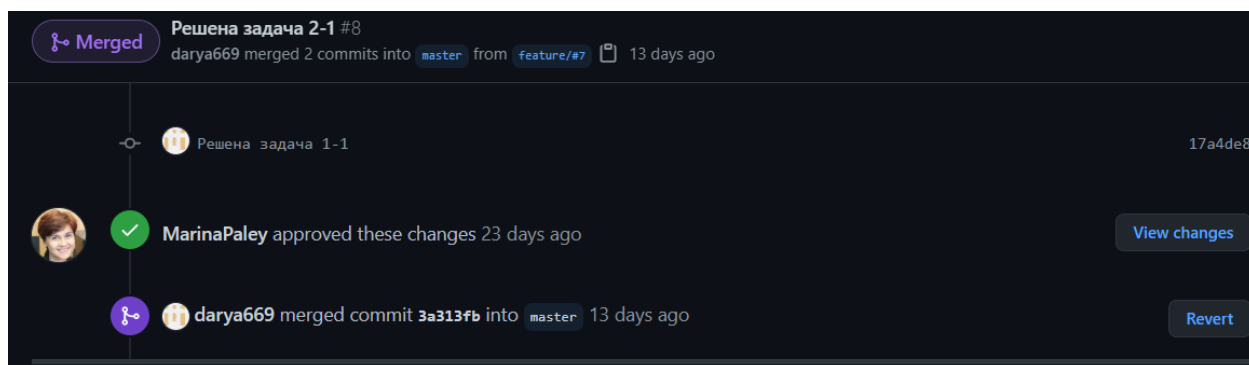 Merged
Решена задача 2-1 #8
darya669 merged 2 commits into master from feature/#7 13 days ago
Решена задача 1-1 17a4de8
MarinaPaley approved these changes 23 days ago View changes
darya669 merged commit 3a313fb into master 13 days ago Revert